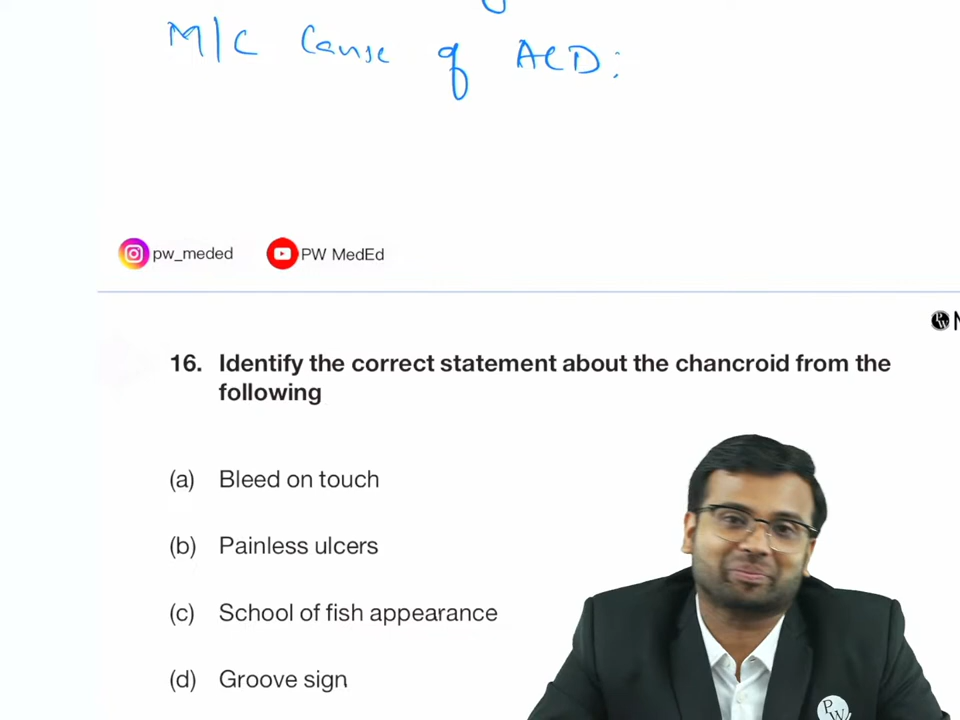 M/C Cause of ACD:
pw_meded
PW MedEd
16. Identify the correct statement about the chancroid from the
following
(a) Bleed on touch
(b) Painless ulcers
(c) School of fish appearance
(d) Groove sign
PW